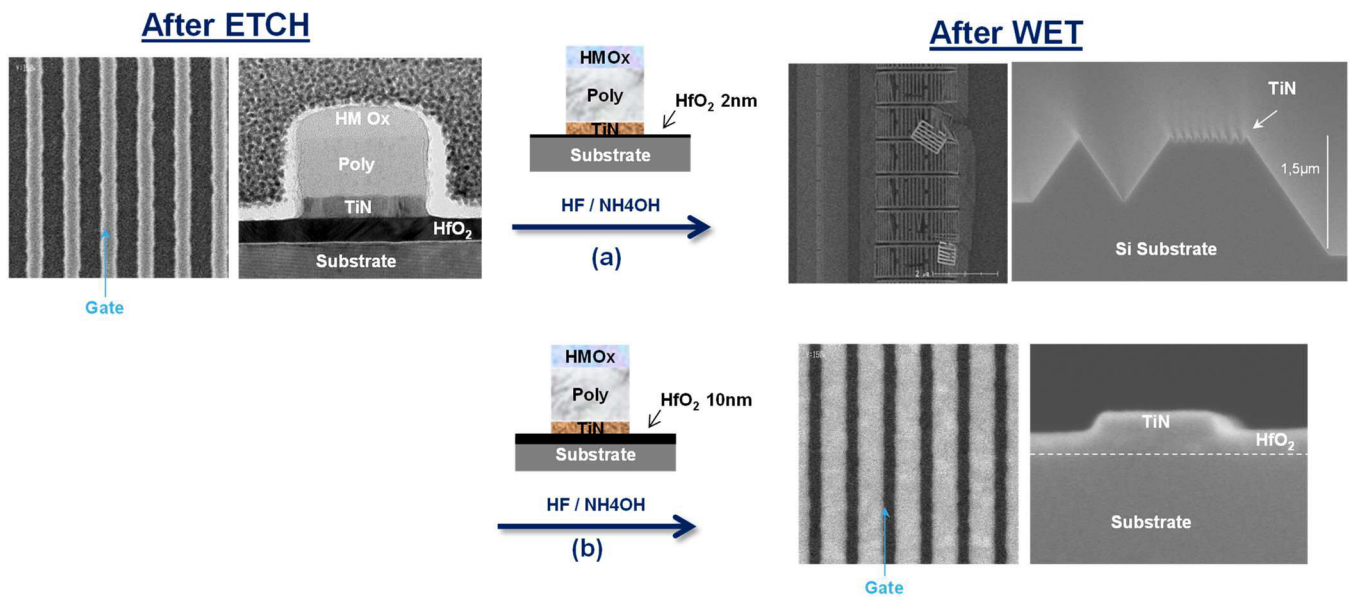 After ETCH
After WET
HM Ox
Poly
TiN
HfO₂
Substrate
Gate
HMOx
Poly
TiN
HfO₂ 2nm
Substrate
HF / NH4OH
(a)
2
TiN
1,5µm
Si Substrate
HMOx
Poly
TiN
HfO₂ 10nm
Substrate
HF / NH4OH
(b)
Gate
TiN
HfO₂
Substrate